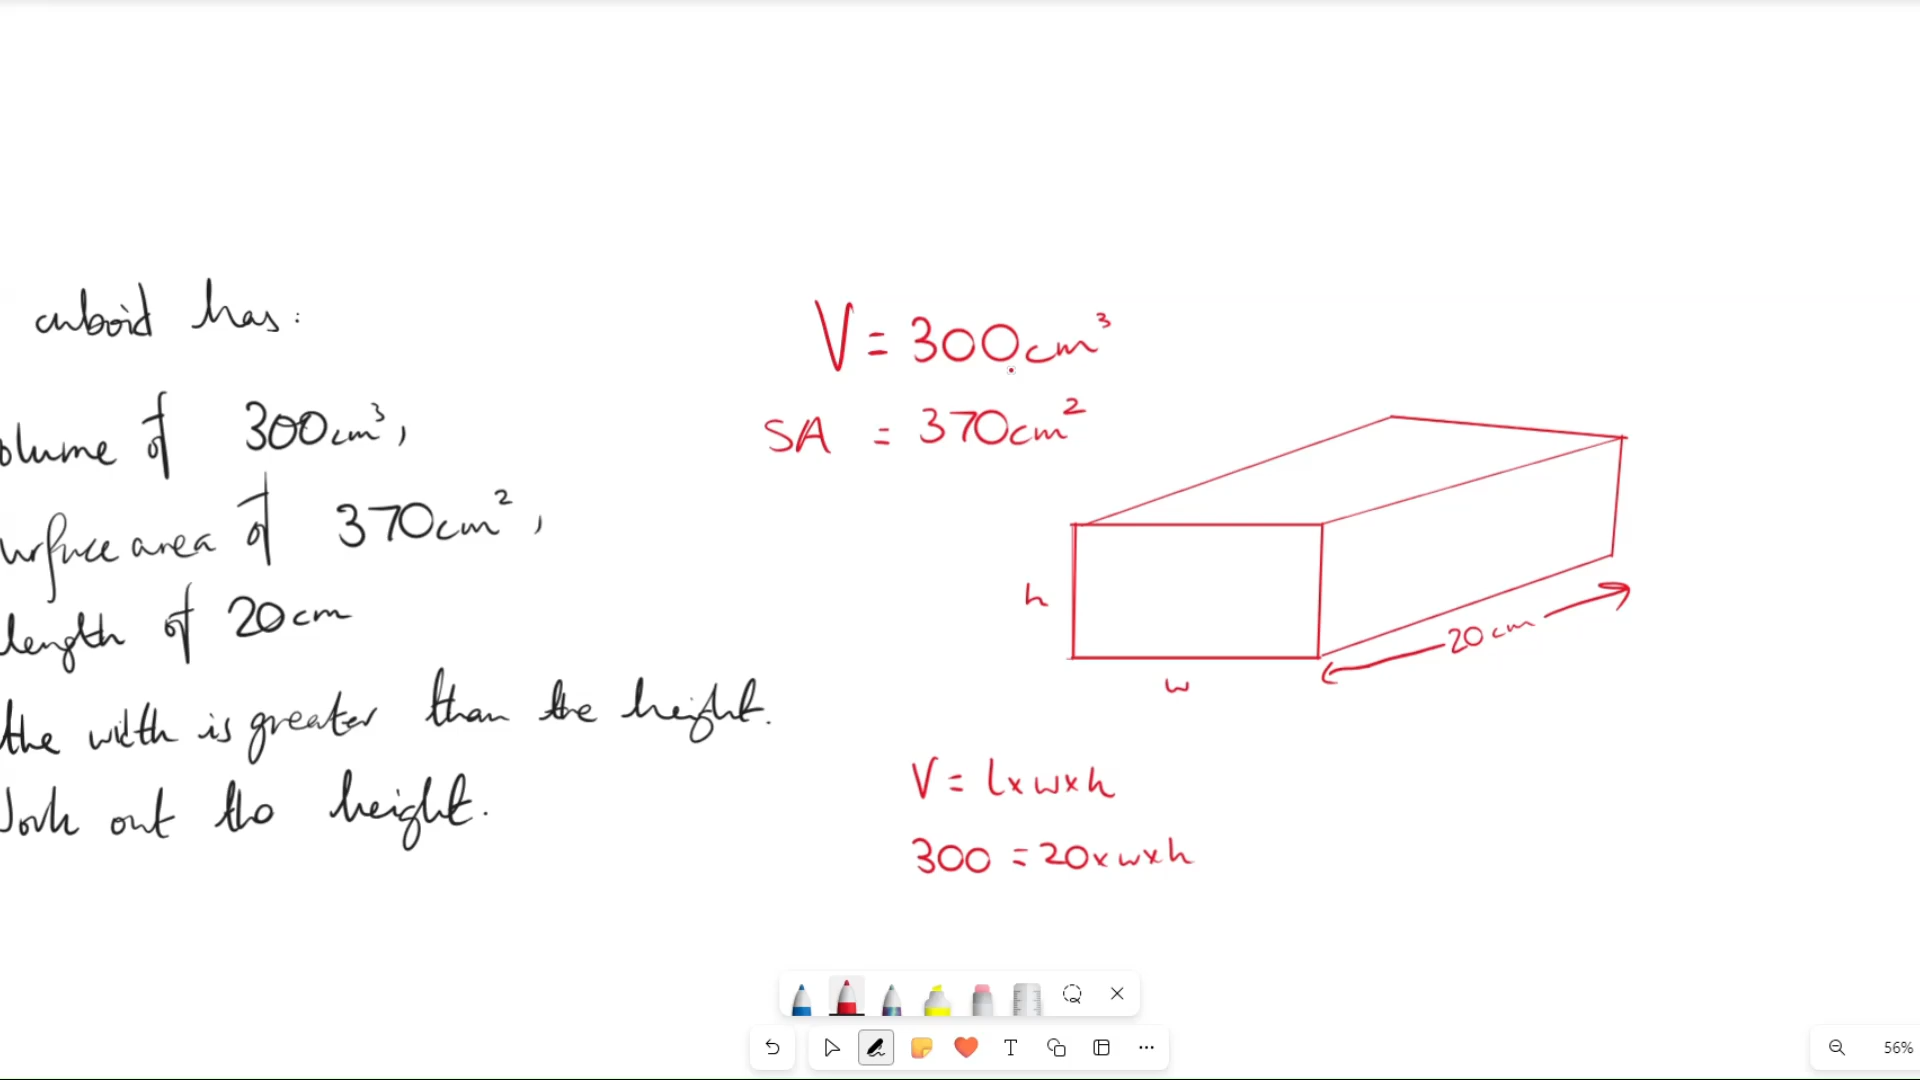 cuboid has:
olume of 300cm³,
urface area of 370cm²,
length of 20cm
the width is greater than the height.
Work out the height.
V = 300cm³
SA = 370cm²
h
20cm
w
V = l×w×h
300 = 20×w×h
T
56%